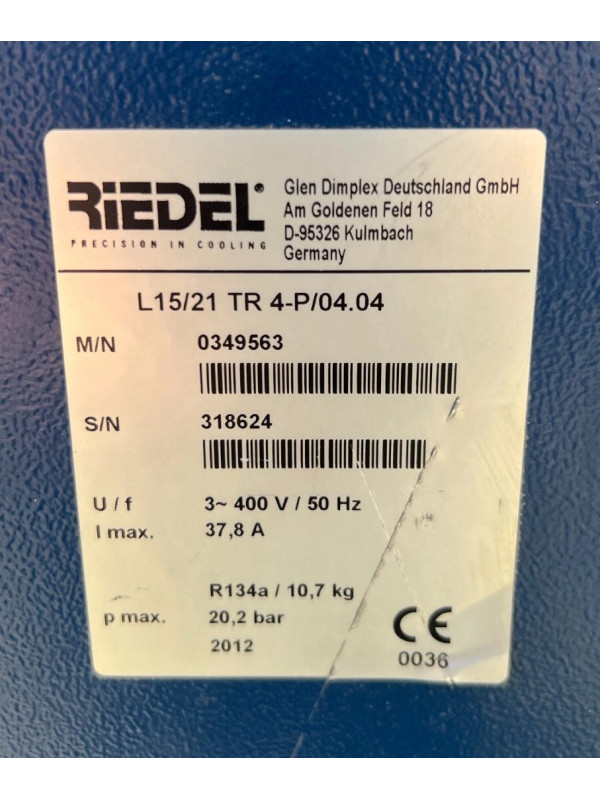 RIEDEL®
PRECISION IN COOLING
Glen Dimplex Deutschland GmbH
Am Goldenen Feld 18
D-95326 Kulmbach
Germany
L15/21 TR 4-P/04.04
M/N 0349563
S/N 318624
U / f 3~ 400 V / 50 Hz
I max. 37,8 A
R134a / 10,7 kg
p max. 20,2 bar
2012
CE
0036